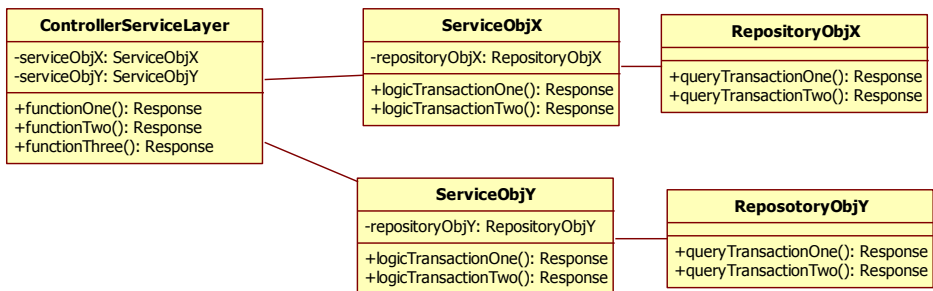 ControllerServiceLayer
-serviceObjX: ServiceObjX
-serviceObjY: ServiceObjY
+functionOne(): Response
+functionTwo(): Response
+functionThree(): Response
ServiceObjX
-repositoryObjX: RepositoryObjX
+logicTransactionOne(): Response
+logicTransactionTwo(): Response
RepositoryObjX
+queryTransactionOne(): Response
+queryTransactionTwo(): Response
ServiceObjY
-repositoryObjY: RepositoryObjY
+logicTransactionOne(): Response
+logicTransactionTwo(): Response
ReposotoryObjY
+queryTransactionOne(): Response
+queryTransactionTwo(): Response